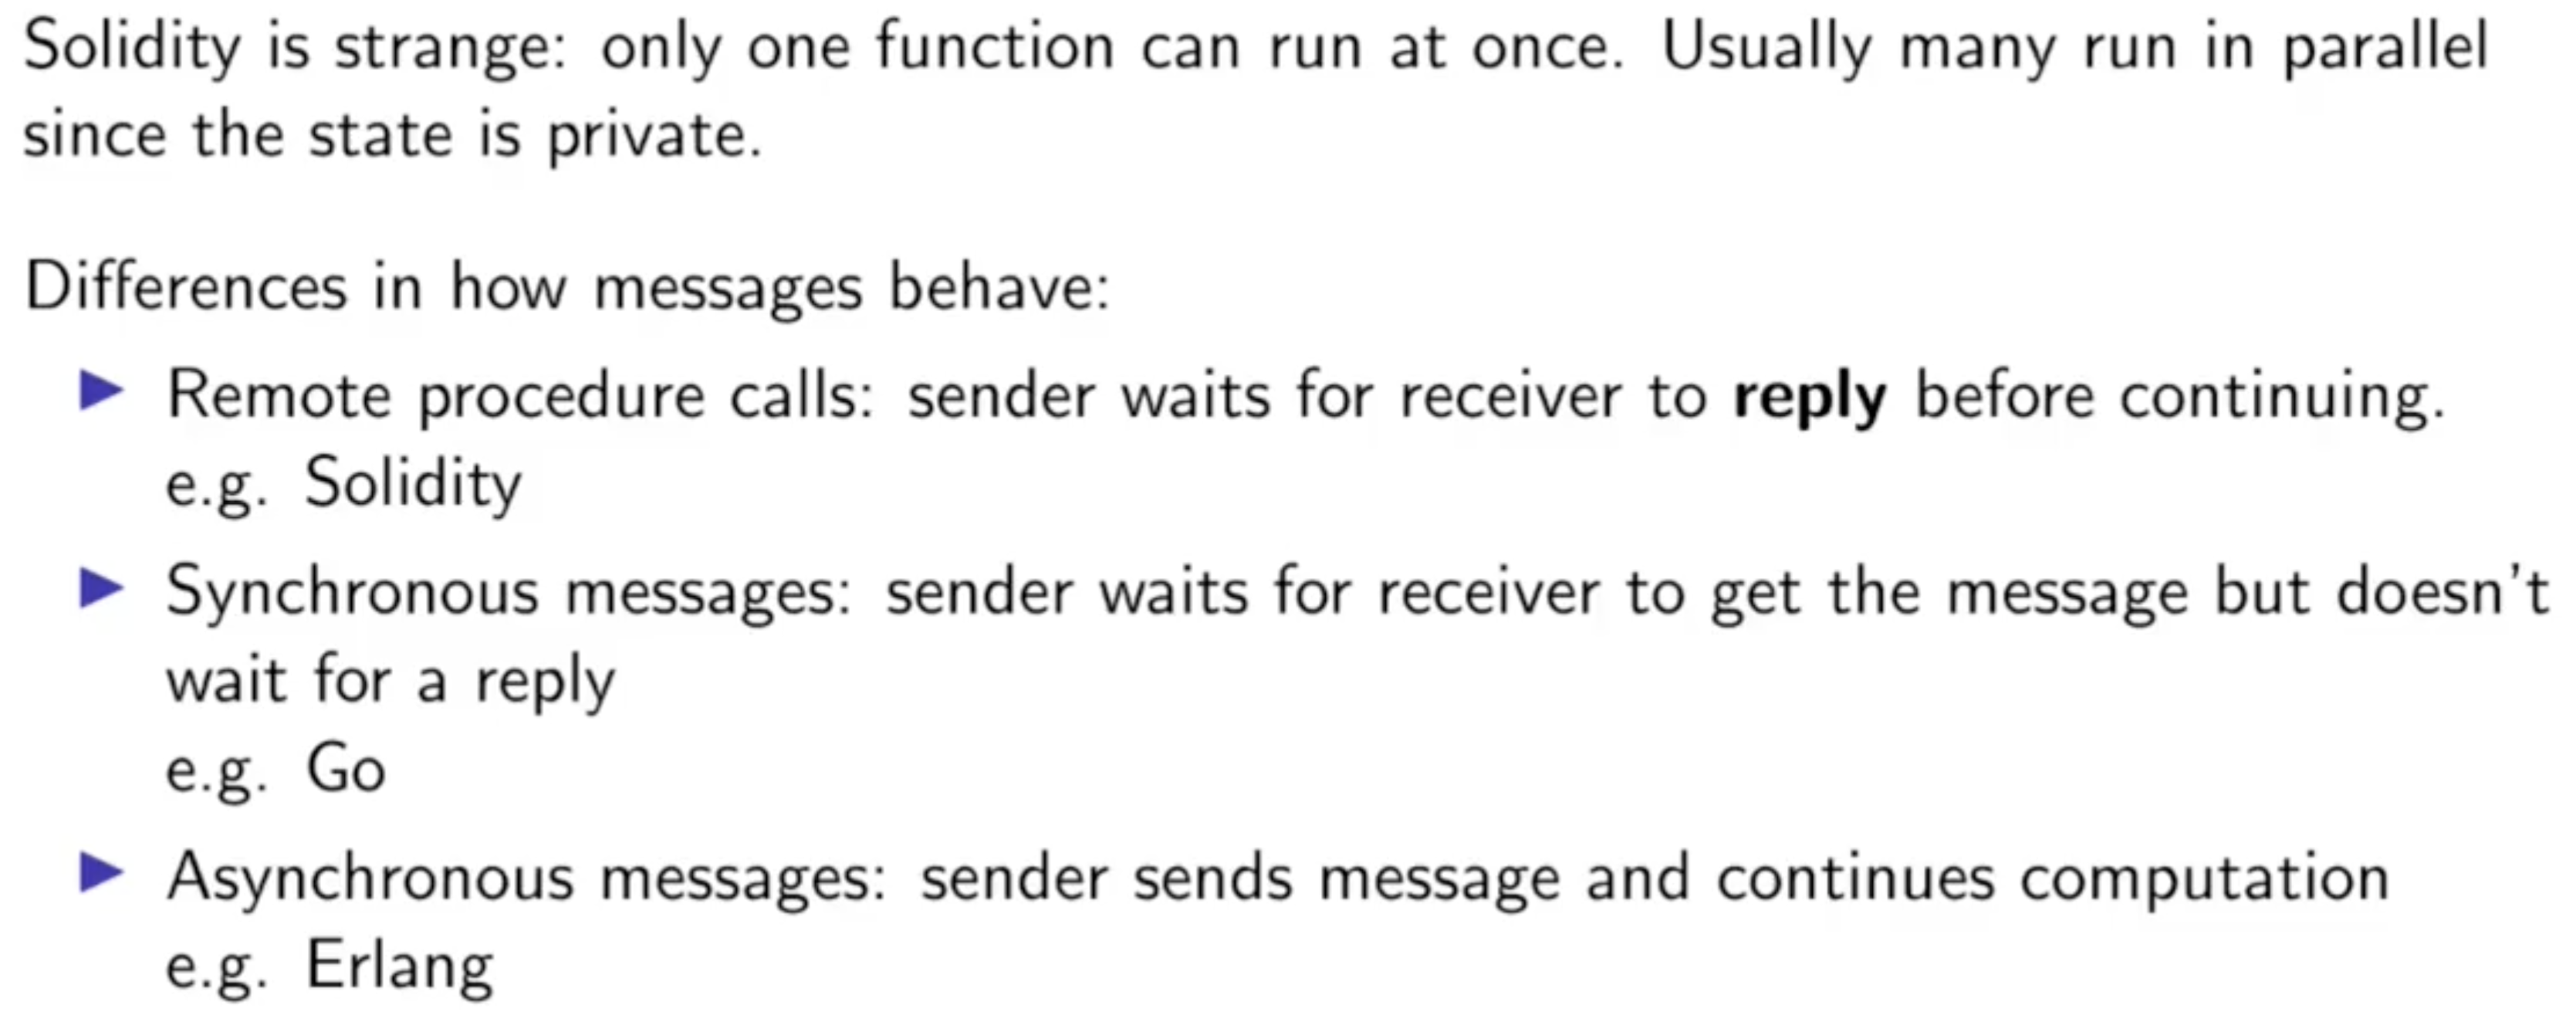 Solidity is strange: only one function can run at once. Usually many run in parallel
since the state is private.
Differences in how messages behave:
▶ Remote procedure calls: sender waits for receiver to reply before continuing.
e.g. Solidity
▶ Synchronous messages: sender waits for receiver to get the message but doesn't
wait for a reply
e.g. Go
▶ Asynchronous messages: sender sends message and continues computation
e.g. Erlang